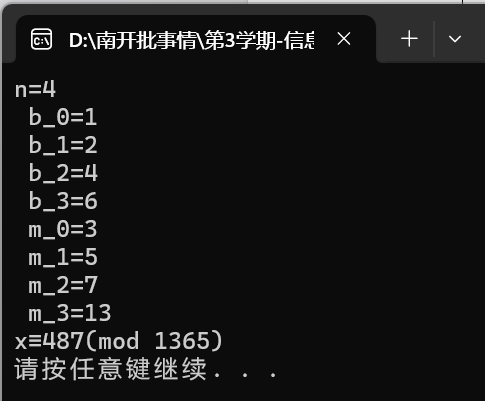 D:\南开批事情\第3学期-信息
n=4
b_0=1
b_1=2
b_2=4
b_3=6
m_0=3
m_1=5
m_2=7
m_3=13
x≡487(mod 1365)
请按任意键继续. . .